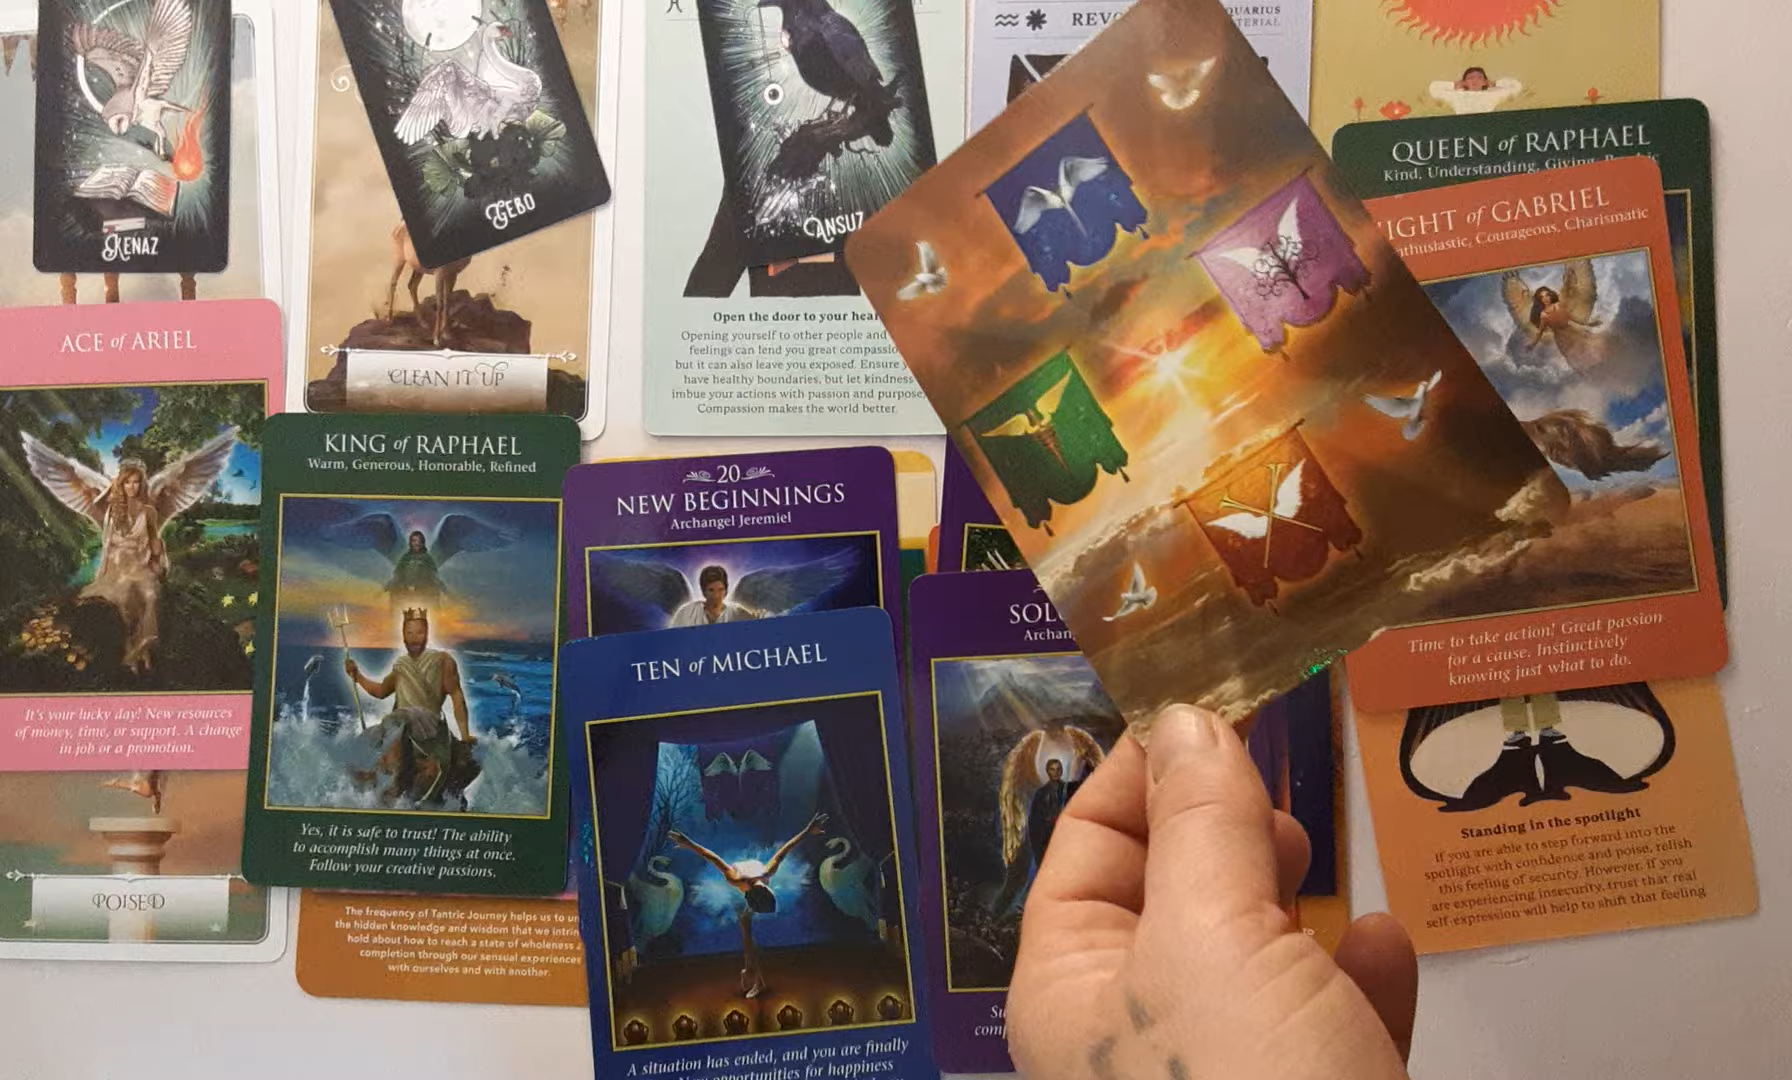 KENAZ
GEBO
ANSUZ
AQUARIUS
CLEAN IT UP
Open the door to your
Opening yourself to other people and
feelings can lend you great
but it can also leave you exposed. Ensure
have healthy boundaries, but let kindness
imbue your actions with passion and purpose.
Compassion makes the world better.
ACE of ARIEL
It's your lucky day! New resources
of money, time, or support. A change
in job or a promotion.
POISED
KING of RAPHAEL
Warm, Generous, Honorable, Refined
Yes, it is safe to trust! The ability
to accomplish many things at once.
Follow your creative passions.
The frequency of Tantric Journey helps us to
the hidden knowledge and wisdom that we
hold about how to reach a state of wholeness
completion through our sensual experiences
with ourselves and with another.
20
NEW BEGINNINGS
Archangel Jeremiel
TEN of MICHAEL
A situation has ended, and you are finally
opportunities for happiness
QUEEN of RAPHAEL
Kind, Understanding, Giving,
of GABRIEL
Courageous, Charismatic
Time to take action! Great passion
for a cause. Instinctively
knowing just what to do.
Standing in the spotlight
If you are able to step forward into the
spotlight with confidence and poise, relish
this feeling of security. However, if you
are experiencing insecurity, trust that real
self-expression will help to shift that feeling
to